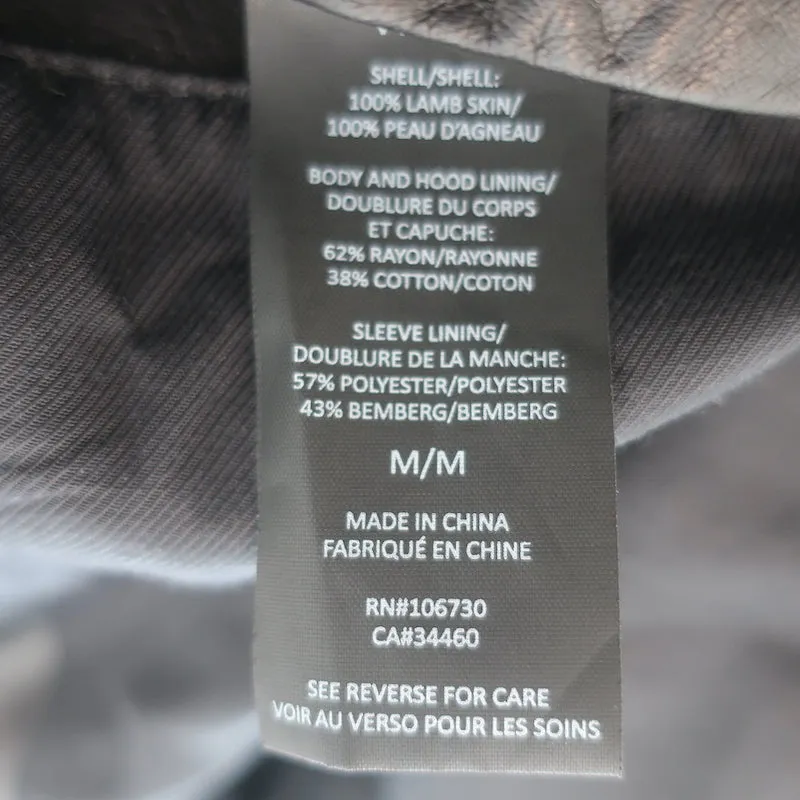 SHELL/SHELL:
100% LAMB SKIN/
100% PEAU D'AGNEAU
BODY AND HOOD LINING/
DOUBLURE DU CORPS
ET CAPUCHE:
62% RAYON/RAYONNE
38% COTTON/COTON
SLEEVE LINING/
DOUBLURE DE LA MANCHE:
57% POLYESTER/POLYESTER
43% BEMBERG/BEMBERG
M/M
MADE IN CHINA
FABRIQUÉ EN CHINE
RN#106730
CA#34460
SEE REVERSE FOR CARE
VOIR AU VERSO POUR LES SOINS